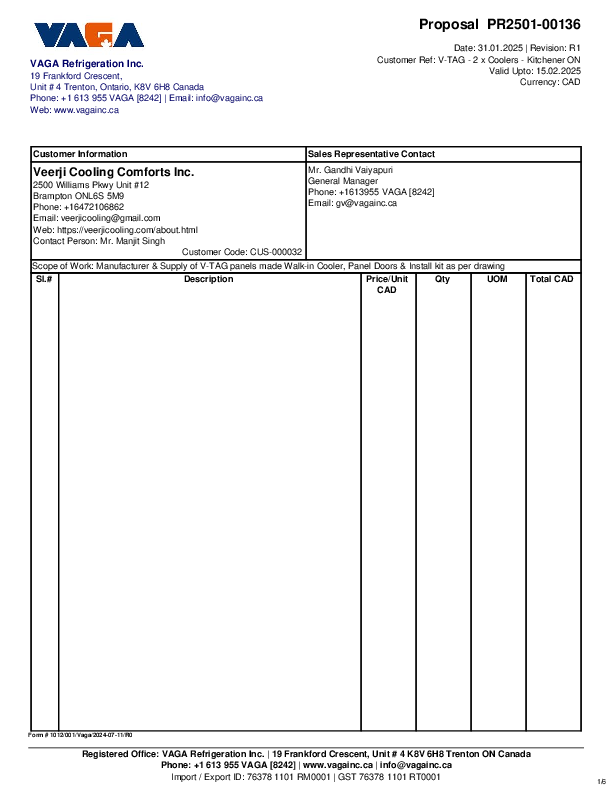 VAGA
Proposal PR2501-00136
Date: 31.01.2025 | Revision: R1
Customer Ref: V-TAG - 2 x Coolers - Kitchener ON
Valid Upto: 15.02.2025
Currency: CAD
VAGA Refrigeration Inc.
19 Frankford Crescent,
Unit # 4 Trenton, Ontario, K8V 6H8 Canada
Phone: +1 613 955 VAGA [8242] | Email: info@vagainc.ca
Web: www.vagainc.ca
Customer Information
Veerji Cooling Comforts Inc.
2500 Williams Pkwy Unit #12
Brampton ONL6S 5M9
Phone: +16472106862
Email: veerjicooling@gmail.com
Web: https://veerjicooling.com/about.html
Contact Person: Mr. Manjit Singh
Customer Code: CUS-000032
Sales Representative Contact
Mr. Gandhi Vaiyapuri
General Manager
Phone: +1613955 VAGA [8242]
Email: gv@vagainc.ca
Scope of Work: Manufacturer & Supply of V-TAG panels made Walk-in Cooler, Panel Doors & Install kit as per drawing
Sl.# Description Price/Unit CAD Qty UOM Total CAD
Form # 1012/001/Vaga/2024-07-11/R0
Registered Office: VAGA Refrigeration Inc. | 19 Frankford Crescent, Unit # 4 K8V 6H8 Trenton ON Canada
Phone: +1 613 955 VAGA [8242] | www.vagainc.ca | info@vagainc.ca
Import / Export ID: 76378 1101 RM0001 | GST 76378 1101 RT0001
1/6